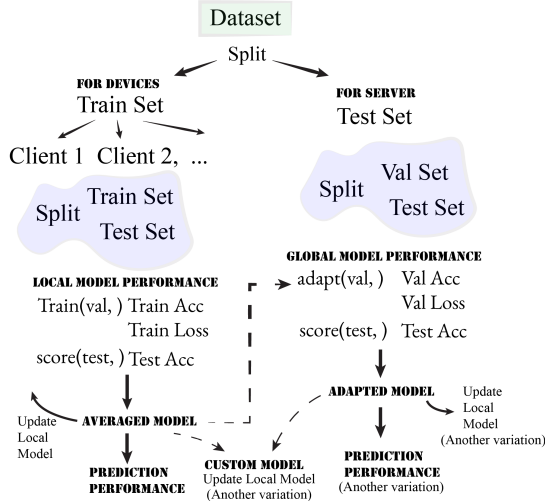 Dataset
Split
FOR DEVICES
Train Set
Client 1 Client 2, ...
Split
Train Set
Test Set
LOCAL MODEL PERFORMANCE
Train(val, ) Train Acc
Train Loss
score(test, ) Test Acc
AVERAGED MODEL
Update
Local
Model
PREDICTION
PERFORMANCE
FOR SERVER
Test Set
Split
Val Set
Test Set
GLOBAL MODEL PERFORMANCE
adapt(val, ) Val Acc
Val Loss
score(test, ) Test Acc
ADAPTED MODEL
Update
Local
Model
(Another variation)
CUSTOM MODEL
Update Local Model
(Another variation)
PREDICTION
PERFORMANCE
(Another variation)